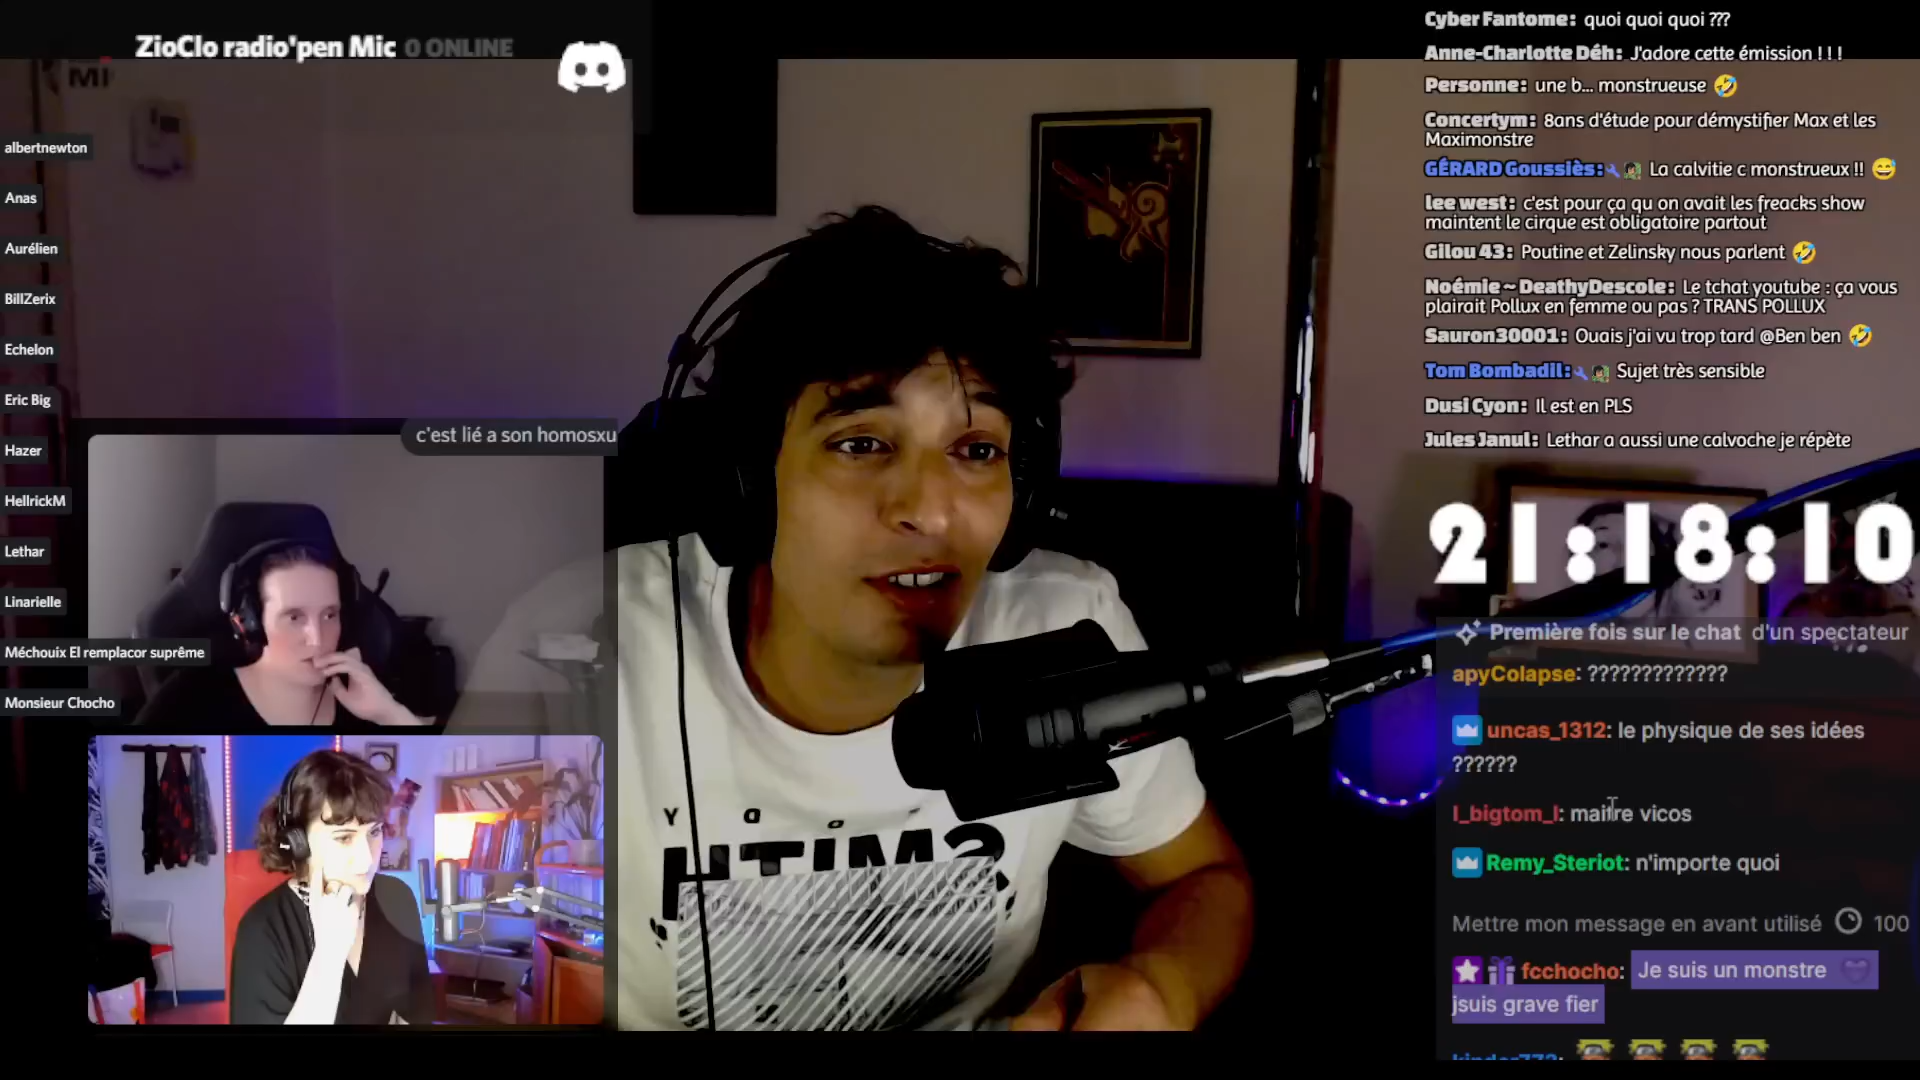 ZioClo radio'pen Mic 0 ONLINE
MI
albertnewton
Anas
Aurélien
BillZerix
Echelon
Eric Big
Hazer
HellrickM
Lethar
Linarielle
Méchouix El remplacor suprême
Monsieur Chocho
c'est lié a son homosxu
Cyber Fantome: quoi quoi quoi ???
Anne-Charlotte Déh: J'adore cette émission ! ! !
Personne: une b... monstrueuse 🤣
Concertym: 8ans d'étude pour démystifier Max et les
Maximonstre
GÉRARD Goussiès: La calvitie c monstrueux !! 😅
lee west: c'est pour ça qu on avait les freacks show
maintent le cirque est obligatoire partout
Gilou 43: Poutine et Zelinsky nous parlent 🤣
Noémie ~ DeathyDescole: Le tchat youtube : ça vous
plairait Pollux en femme ou pas ? TRANS POLLUX
Sauron30001: Ouais j'ai vu trop tard @Ben ben 🤣
Tom Bombadil: Sujet très sensible
Dusi Cyon: Il est en PLS
Jules Janul: Lethar a aussi une calvoche je répète
21:18:10
Première fois sur le chat d'un spectateur
apyColapse: ?????????????
uncas_1312: le physique de ses idées
??????
l_bigtom_l: maitre vicos
Remy_Steriot: n'importe quoi
Mettre mon message en avant utilisé 100
fcchocho: Je suis un monstre 💜
jsuis grave fier
SMITH